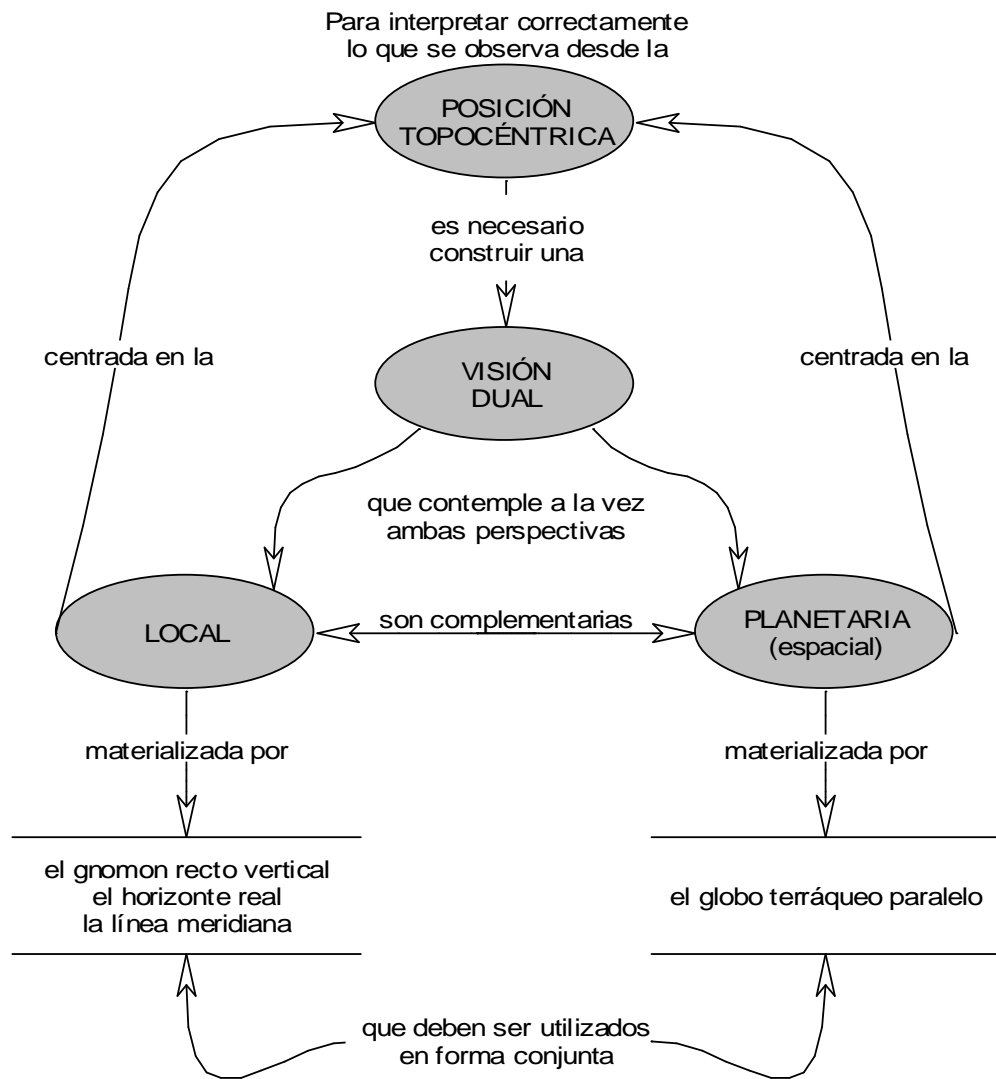 Para interpretar correctamente
lo que se observa desde la
POSICIÓN
TOPOCÉNTRICA
es necesario
construir una
centrada en la
centrada en la
VISIÓN
DUAL
que contemple a la vez
ambas perspectivas
LOCAL
son complementarias
PLANETARIA
(espacial)
materializada por
materializada por
el gnomon recto vertical
el horizonte real
la línea meridiana
el globo terráqueo paralelo
que deben ser utilizados
en forma conjunta